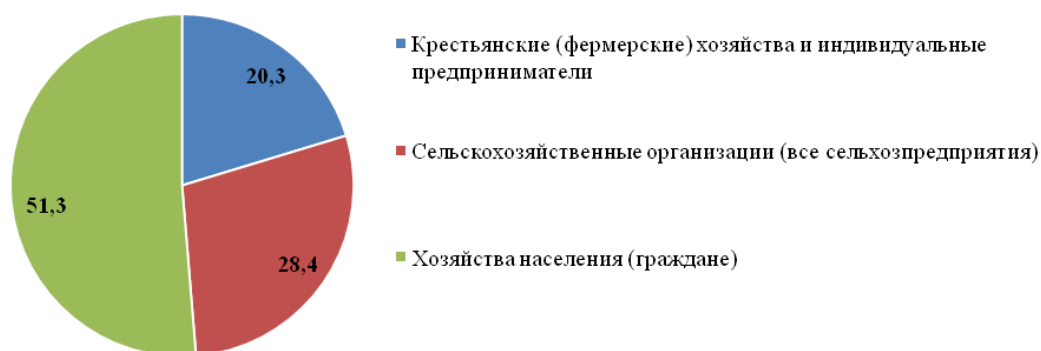 20,3
28,4
51,3
Крестьянские (фермерские) хозяйства и индивидуальные
предприниматели
Сельскохозяйственные организации (все сельхозпредприятия)
Хозяйства населения (граждане)